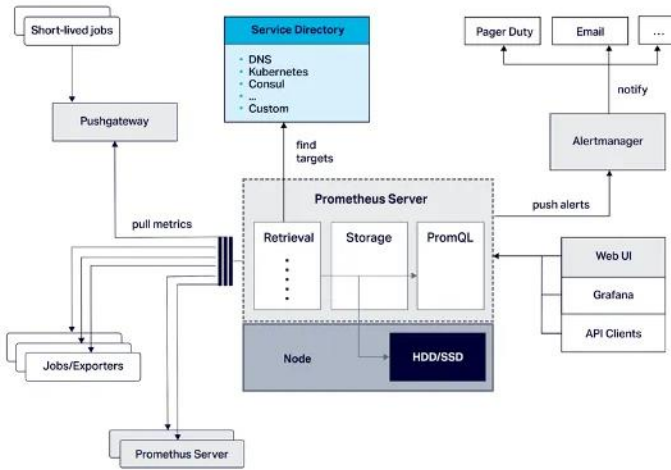 Short-lived jobs
Service Directory
• DNS
• Kubernetes
• Consul
• ...
• Custom
Pager Duty
Email
...
notify
Pushgateway
Alertmanager
find
targets
Prometheus Server
push alerts
pull metrics
Retrieval
Storage
PromQL
Web UI
Grafana
API Clients
Jobs/Exporters
Node
HDD/SSD
Promethus Server